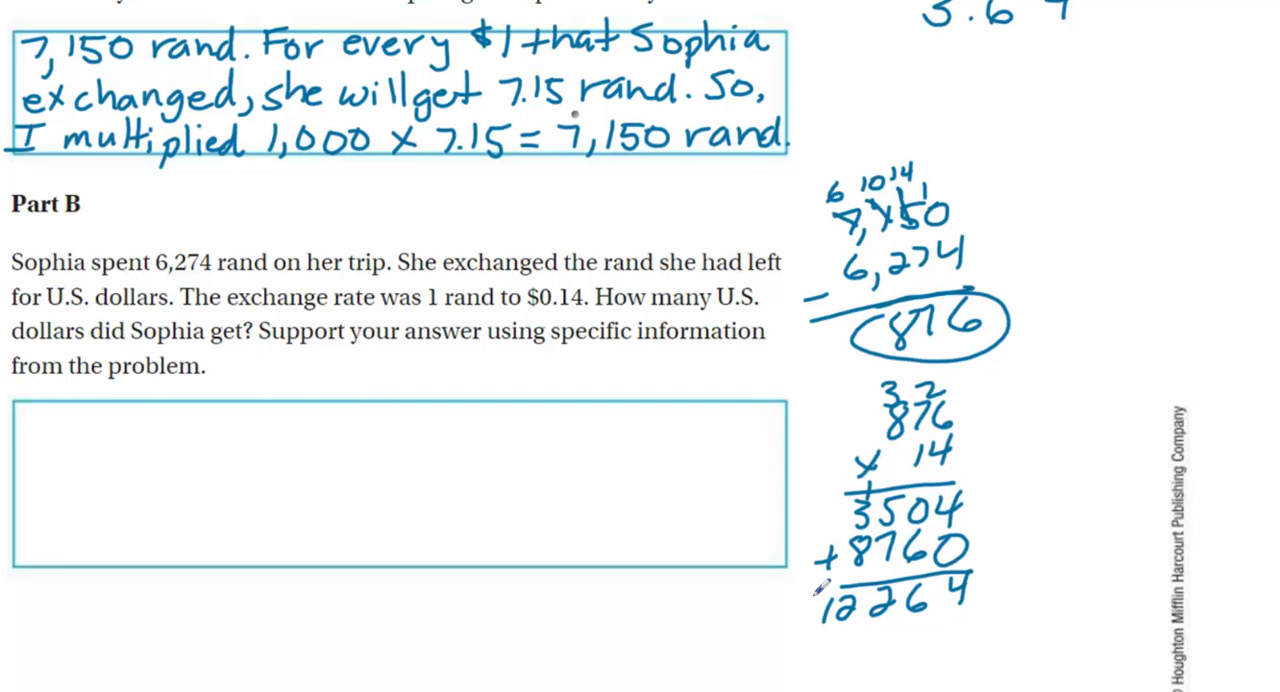 3.64
7,150 rand. For every $1 that Sophia
exchanged, she will get 7.15 rand. So,
I multiplied 1,000 × 7.15 = 7,150 rand.
Part B
Sophia spent 6,274 rand on her trip. She exchanged the rand she had left
for U.S. dollars. The exchange rate was 1 rand to $0.14. How many U.S.
dollars did Sophia get? Support your answer using specific information
from the problem.
6 10 14 1
7,150
- 6,274
876
3 2
876
× 14
1
3504
+ 8760
12264
Houghton Mifflin Harcourt Publishing Company